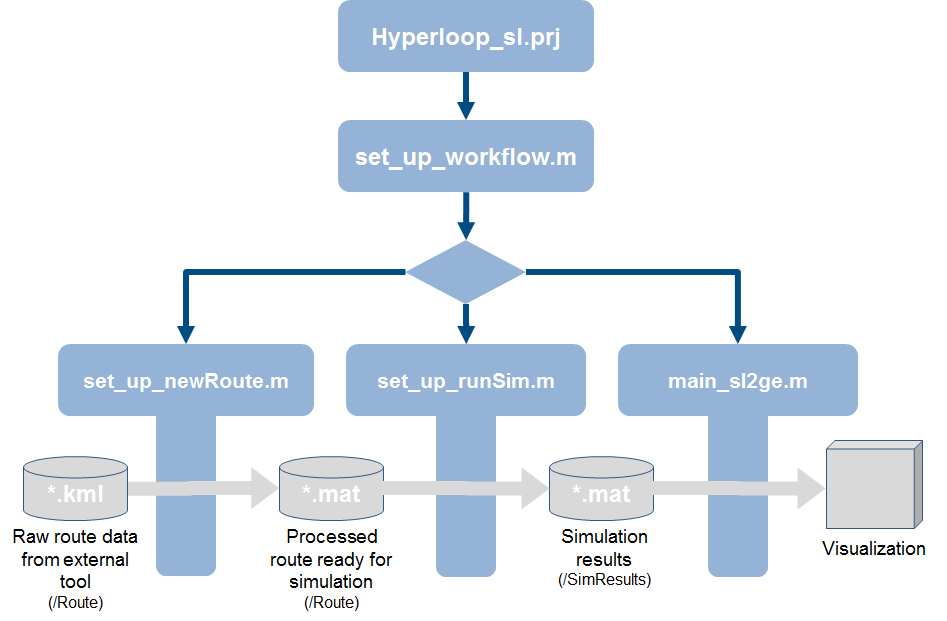 Hyperloop_sl.prj
set_up_workflow.m
set_up_newRoute.m
set_up_runSim.m
main_sl2ge.m
*.kml
*.mat
*.mat
Raw route data
from external
tool
(/Route)
Processed
route ready for
simulation
(/Route)
Simulation
results
(/SimResults)
Visualization